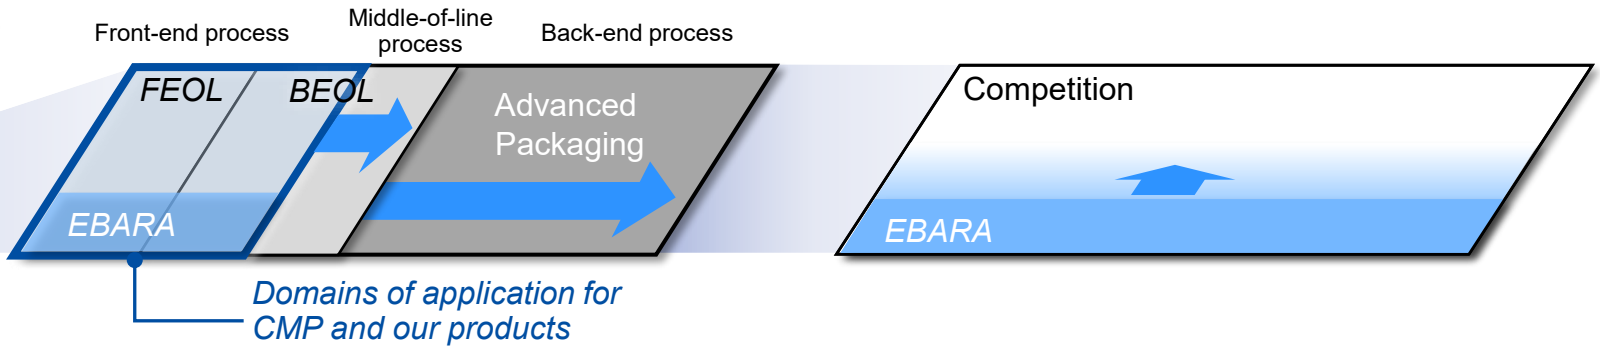 Front-end process
Middle-of-line
process
Back-end process
FEOL
BEOL
Advanced
Packaging
EBARA
Competition
EBARA
Domains of application for
CMP and our products